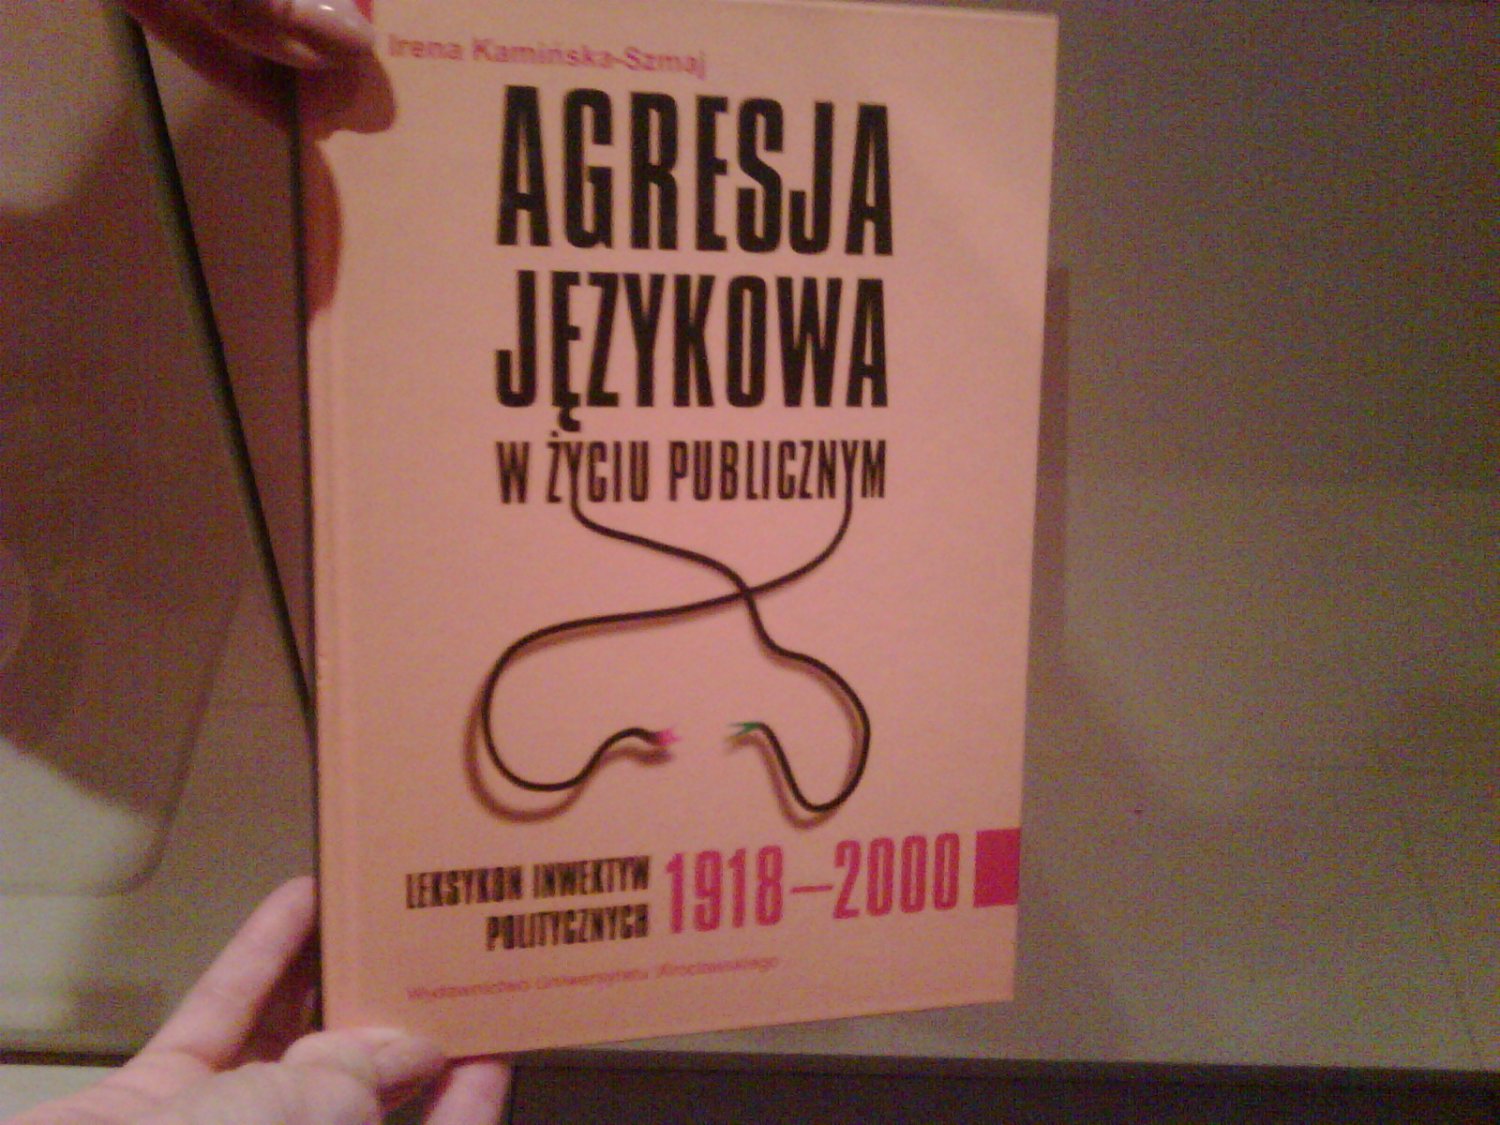 Irena Kamińska-Szmaj
AGRESJA
JĘZYKOWA
W ŻYCIU PUBLICZNYM
LEKSYKON INWEKTYW
POLITYCZNYCH
1918–2000
Wydawnictwo Uniwersytetu Wrocławskiego